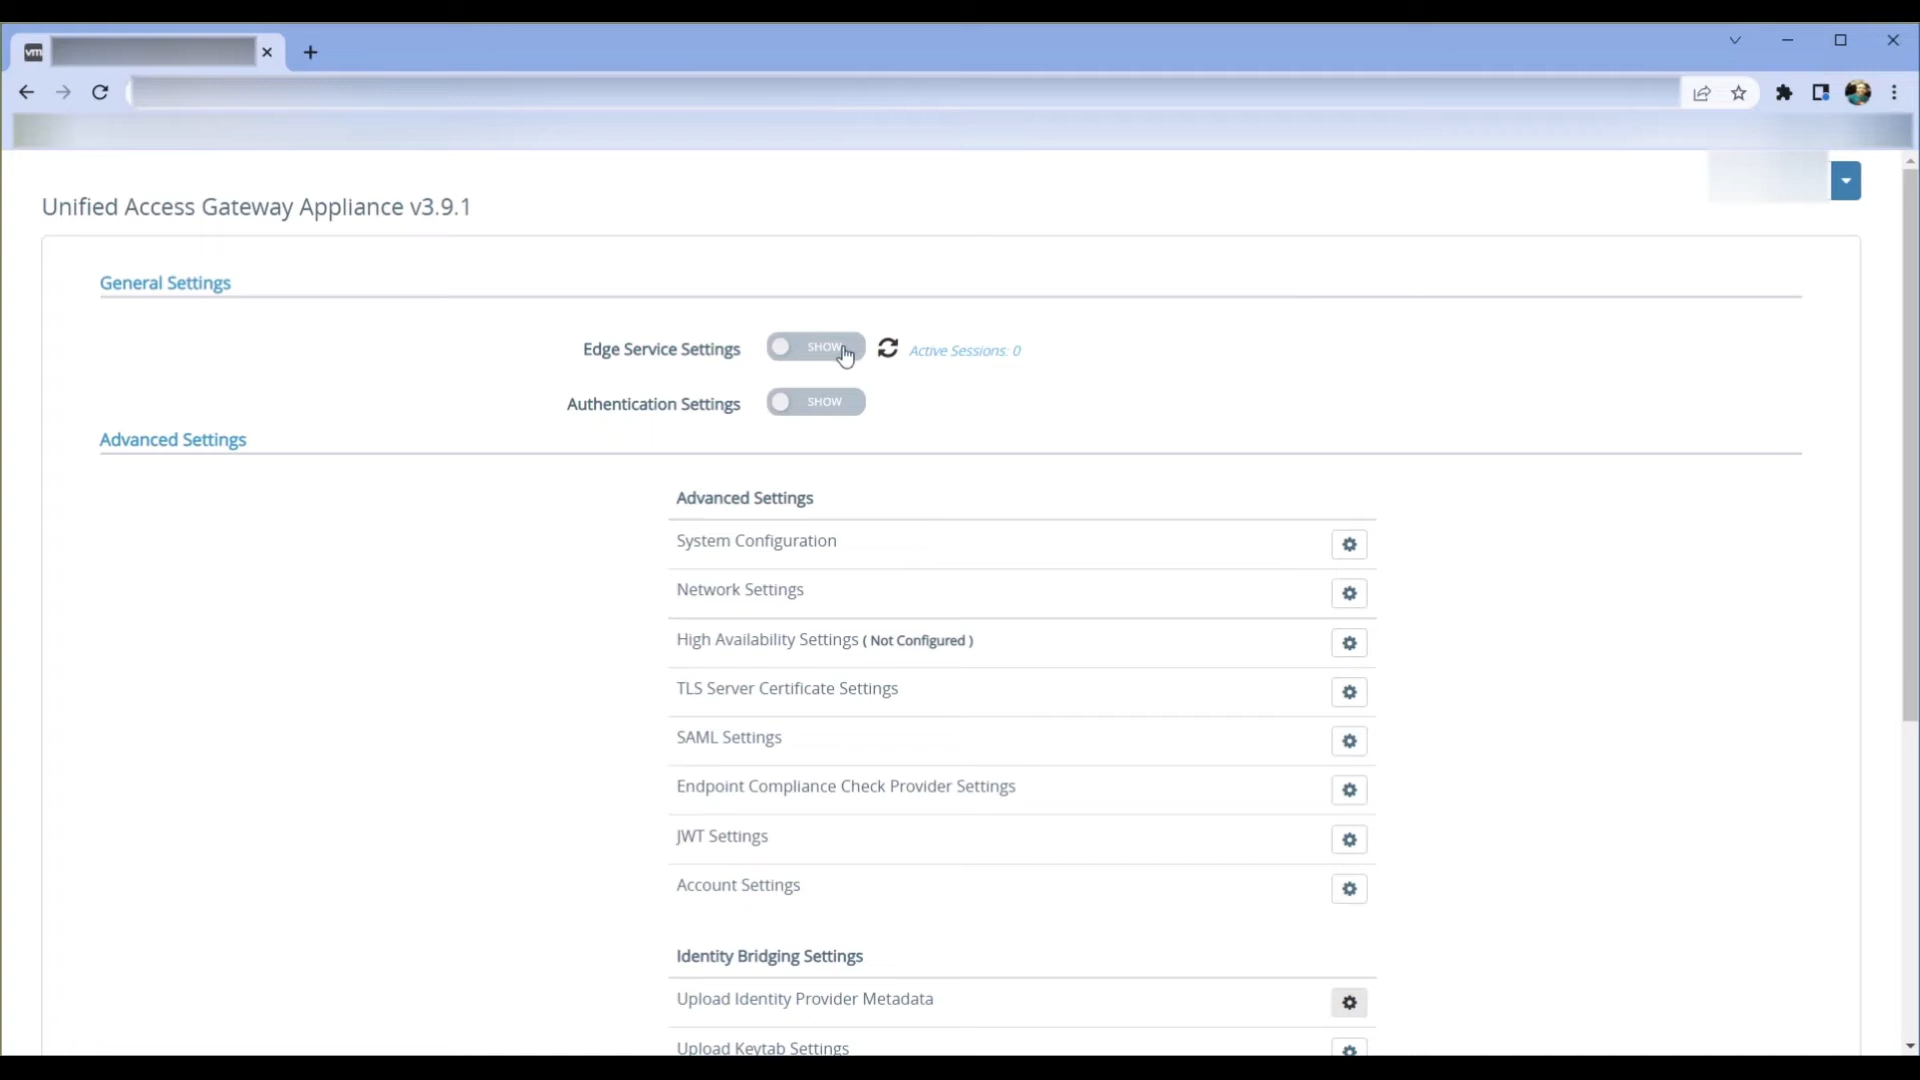 vm
Unified Access Gateway Appliance v3.9.1
General Settings
Edge Service Settings SHOW Active Sessions: 0
Authentication Settings SHOW
Advanced Settings
Advanced Settings
System Configuration
Network Settings
High Availability Settings ( Not Configured )
TLS Server Certificate Settings
SAML Settings
Endpoint Compliance Check Provider Settings
JWT Settings
Account Settings
Identity Bridging Settings
Upload Identity Provider Metadata
Upload Keytab Settings